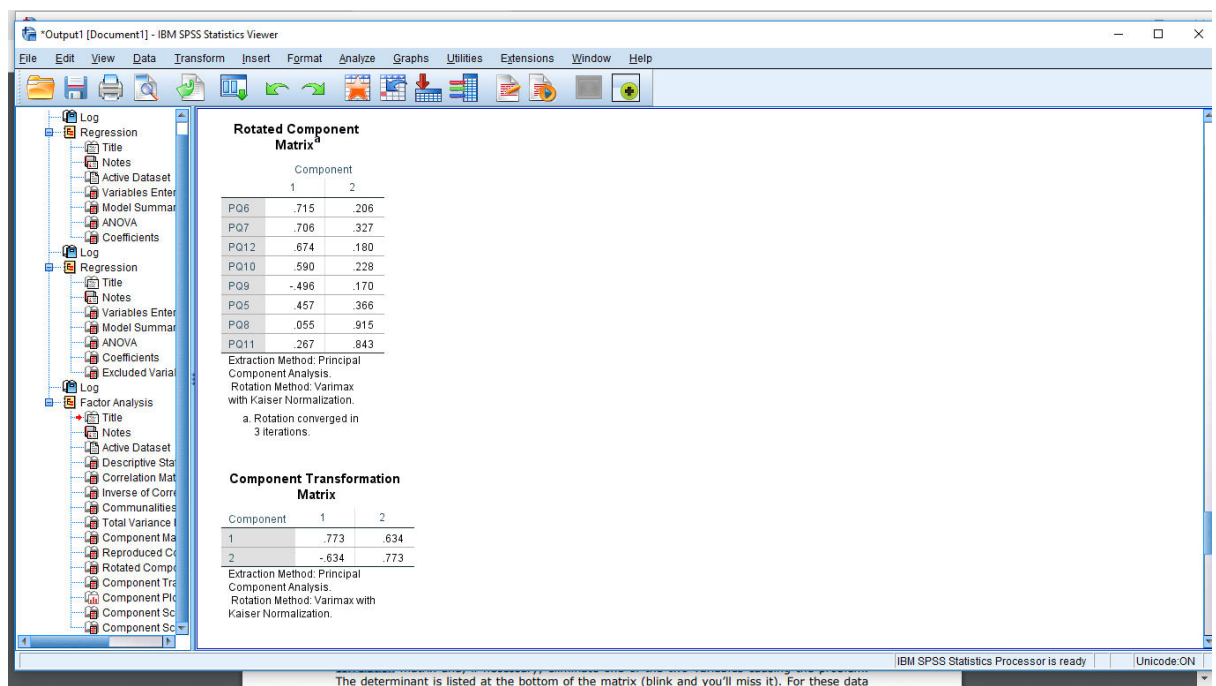 *Output1 [Document1] - IBM SPSS Statistics Viewer
File Edit View Data Transform Insert Format Analyze Graphs Utilities Extensions Window Help
Log
Regression
Title
Notes
Active Dataset
Variables Enter
Model Summar
ANOVA
Coefficients
Log
Regression
Title
Notes
Variables Enter
Model Summar
ANOVA
Coefficients
Excluded Varial
Log
Factor Analysis
Title
Notes
Active Dataset
Descriptive Sta
Correlation Mat
Inverse of Corre
Communalities
Total Variance
Component Ma
Reproduced Co
Rotated Compo
Component Tra
Component Plo
Component Sc
Component Sc
Rotated Component
Matrixa
Component
1 2
PQ6 .715 .206
PQ7 .706 .327
PQ12 .674 .180
PQ10 .590 .228
PQ9 -.496 .170
PQ5 .457 .366
PQ8 .055 .915
PQ11 .267 .843
Extraction Method: Principal
Component Analysis.
Rotation Method: Varimax
with Kaiser Normalization.
a. Rotation converged in
3 iterations.
Component Transformation
Matrix
Component 1 2
1 .773 .634
2 -.634 .773
Extraction Method: Principal
Component Analysis.
Rotation Method: Varimax with
Kaiser Normalization.
IBM SPSS Statistics Processor is ready Unicode:ON
The determinant is listed at the bottom of the matrix (blink and you'll miss it). For these data